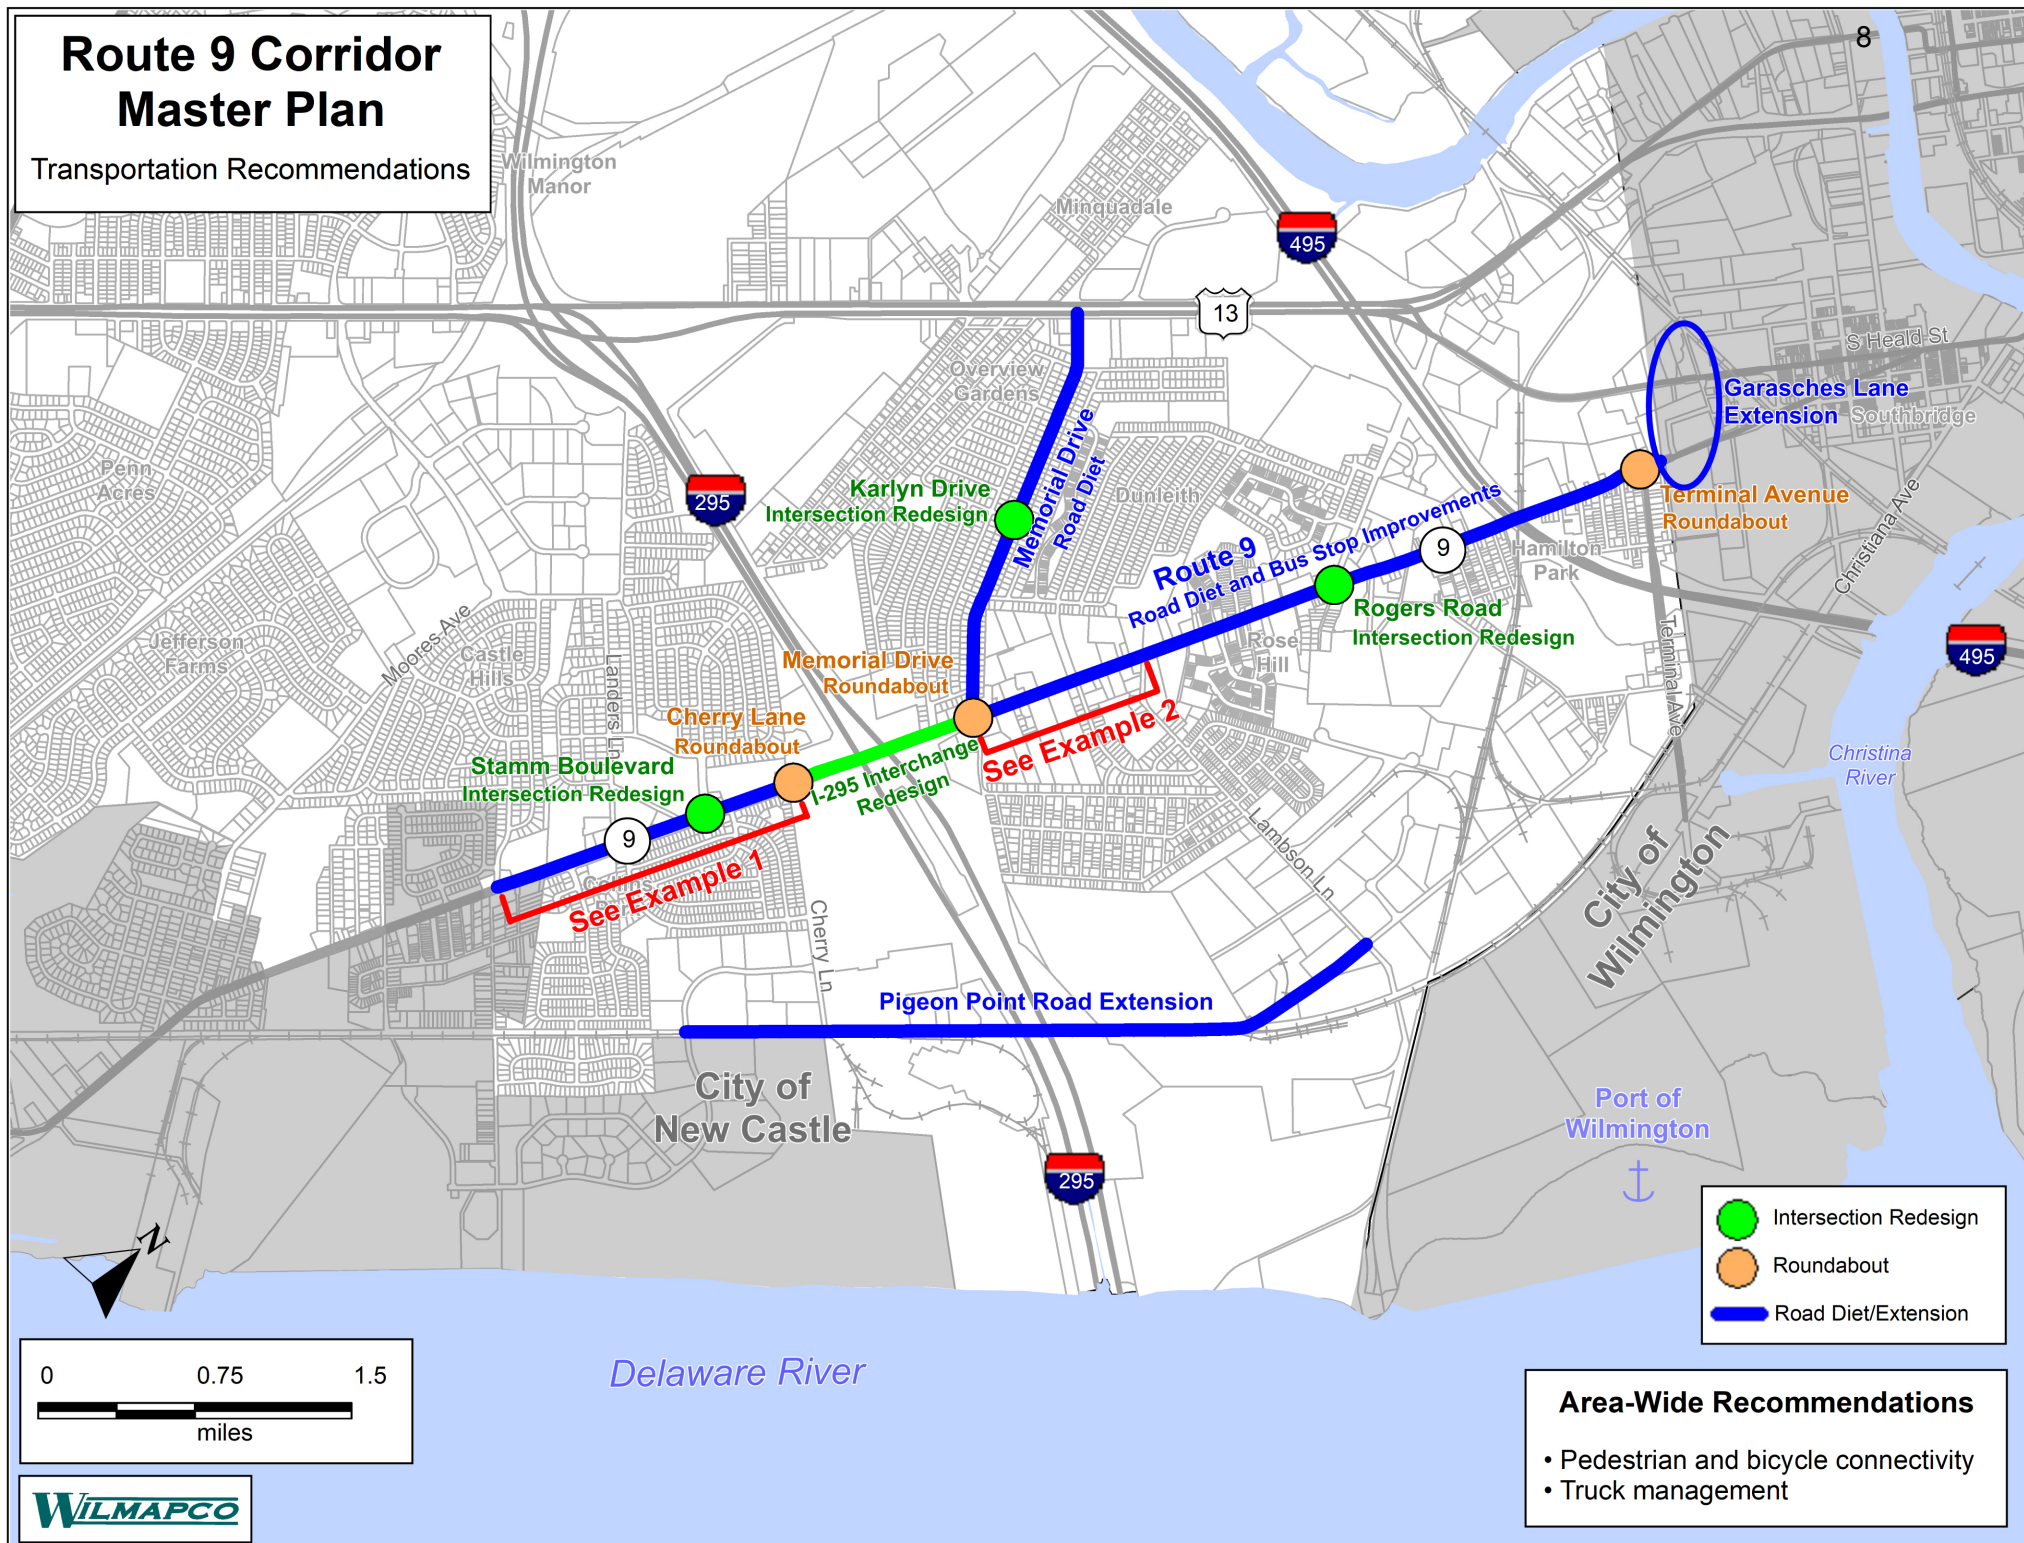 Route 9 Corridor
Master Plan
Transportation Recommendations
8
Wilmington
Manor
Minquadale
495
13
S Heald St
Overview
Gardens
Garasches Lane
Extension
Southbridge
Penn
Acres
295
Karlyn Drive
Intersection Redesign
Memorial Drive
Road Diet
Dunleith
Terminal Avenue
Roundabout
Christiana Ave
Route 9
Road Diet and Bus Stop Improvements
9
Hamilton
Park
Rogers Road
Intersection Redesign
Rose
Hill
Terminal Ave
495
Jefferson
Farms
Moores Ave
Castle
Hills
Landers Ln
Memorial Drive
Roundabout
Cherry Lane
Roundabout
Stamm Boulevard
Intersection Redesign
I-295 Interchange
Redesign
See Example 2
Christina
River
9
See Example 1
Collins
Lambson Ln
City of
Wilmington
Cherry Ln
Pigeon Point Road Extension
City of
New Castle
Port of
Wilmington
295
N
Intersection Redesign
Roundabout
Road Diet/Extension
0 0.75 1.5
miles
Delaware River
Area-Wide Recommendations
• Pedestrian and bicycle connectivity
• Truck management
WILMAPCO